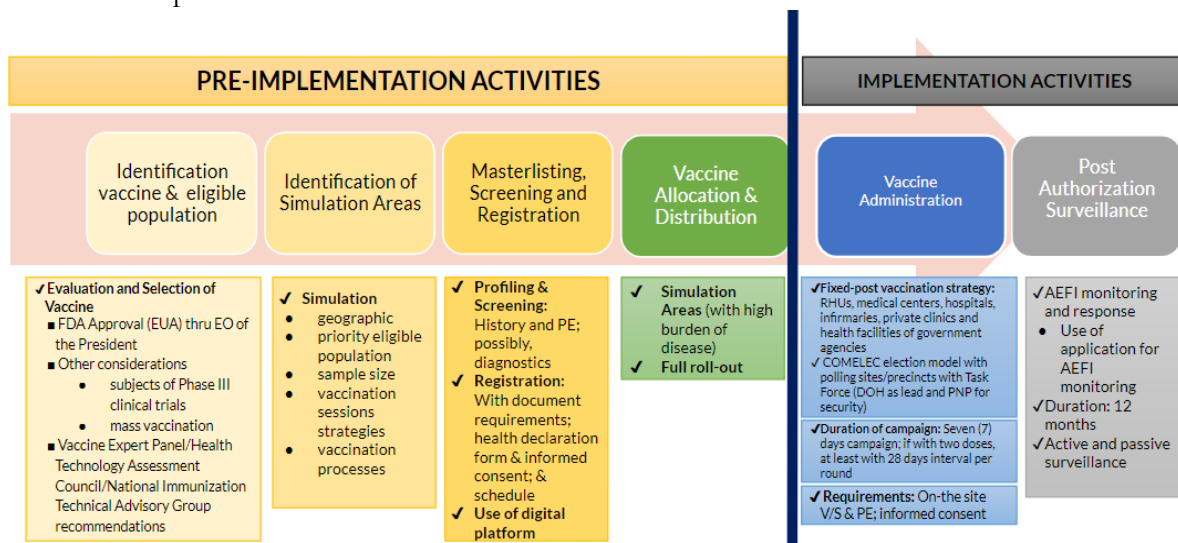 PRE-IMPLEMENTATION ACTIVITIES
IMPLEMENTATION ACTIVITIES
Identification
vaccine & eligible
population
Identification of
Simulation Areas
Masterlisting,
Screening and
Registration
Vaccine
Allocation &
Distribution
Vaccine
Administration
Post
Authorization
Surveillance
✓Evaluation and Selection of
Vaccine
■ FDA Approval (EUA) thru EO of
the President
■ Other considerations
● subjects of Phase III
clinical trials
● mass vaccination
■ Vaccine Expert Panel/Health
Technology Assessment
Council/National Immunization
Technical Advisory Group
recommendations
✓ Simulation
● geographic
● priority eligible
population
● sample size
● vaccination
sessions
strategies
● vaccination
processes
✓ Profiling &
Screening:
History and PE;
possibly,
diagnostics
✓ Registration:
With document
requirements;
health declaration
form & informed
consent; &
schedule
✓ Use of digital
platform
✓ Simulation
Areas (with high
burden of
disease)
✓ Full roll-out
✓Fixed-post vaccination strategy:
RHUs, medical centers, hospitals,
infirmaries, private clinics and
health facilities of government
agencies
✓ COMELEC election model with
polling sites/precincts with Task
Force (DOH as lead and PNP for
security)
✓Duration of campaign: Seven (7)
days campaign; if with two doses,
at least with 28 days interval per
round
✓Requirements: On-the site
V/S & PE; informed consent
✓AEFI monitoring
and response
● Use of
application for
AEFI
monitoring
✓Duration: 12
months
✓Active and passive
surveillance